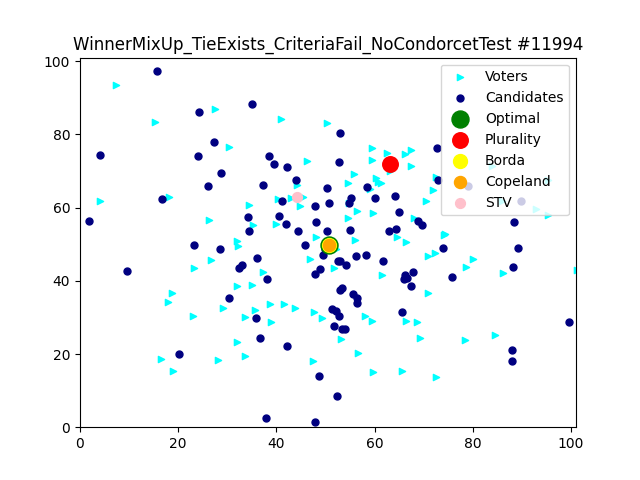 WinnerMixUp_TieExists_CriteriaFail_NoCondorcetTest #11994
Voters
Candidates
Optimal
Plurality
Borda
Copeland
STV
100
80
60
40
20
0
0 20 40 60 80 100